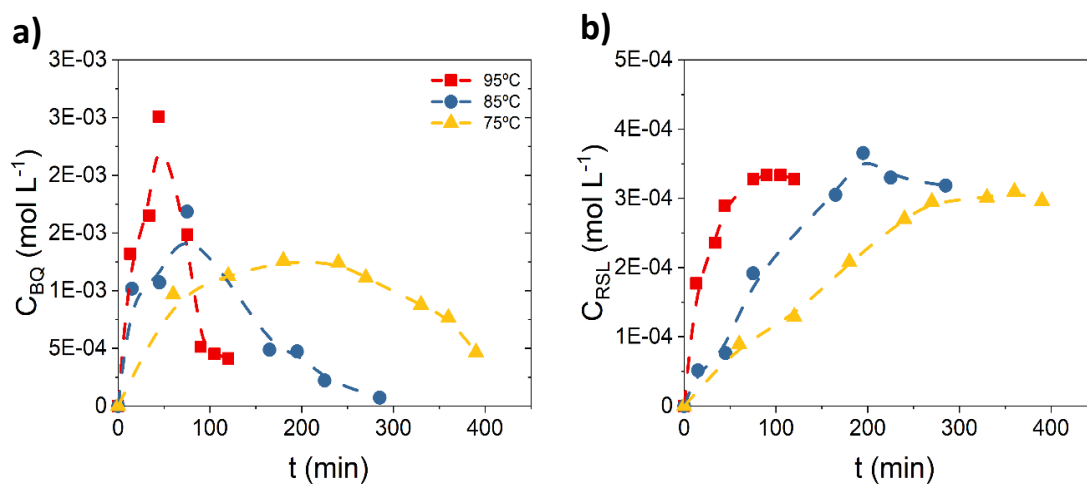 a)
3E-03
3E-03
2E-03
2E-03
1E-03
5E-04
0
0
100
200
300
400
t (min)
C_BQ (mol L⁻¹)
95ºC
85ºC
75ºC
b)
5E-04
4E-04
3E-04
2E-04
1E-04
0
0
100
200
300
400
t (min)
C_RSL (mol L⁻¹)